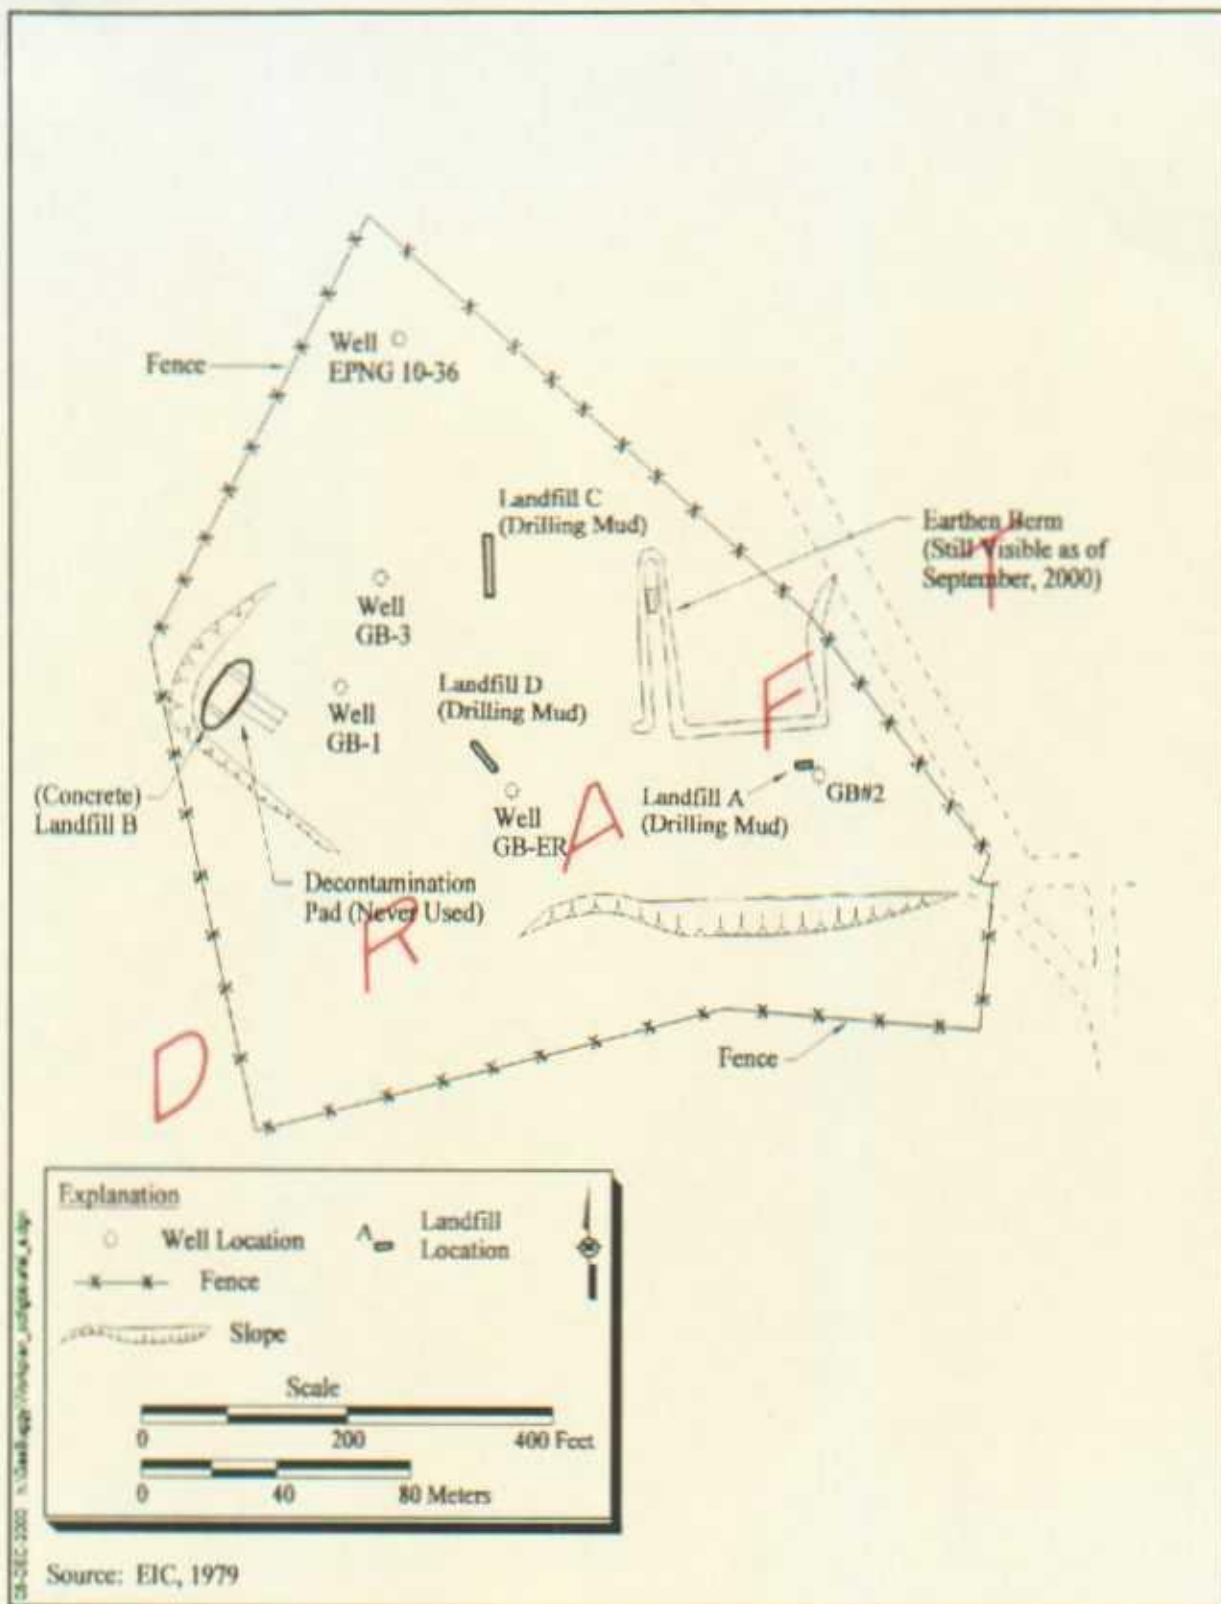 Well
EPNG 10-36
Fence
Landfill C
(Drilling Mud)
Earthen Berm
(Still Visible as of
September, 2000)
Well
GB-3
Landfill D
(Drilling Mud)
Well
GB-1
(Concrete)
Landfill B
Landfill A
(Drilling Mud)
GB#2
Well
GB-ER
Decontamination
Pad (Never Used)
Fence
D R A F T
Explanation
Well Location
A
Landfill
Location
Fence
Slope
Scale
0 200 400 Feet
0 40 80 Meters
Source: EIC, 1979